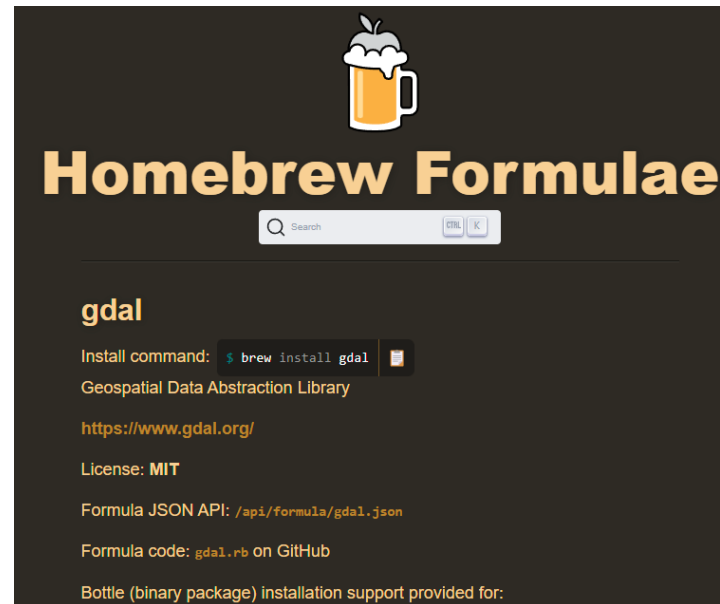 Homebrew Formulae
Search CTRL K
gdal
Install command: $ brew install gdal
Geospatial Data Abstraction Library
https://www.gdal.org/
License: MIT
Formula JSON API: /api/formula/gdal.json
Formula code: gdal.rb on GitHub
Bottle (binary package) installation support provided for: